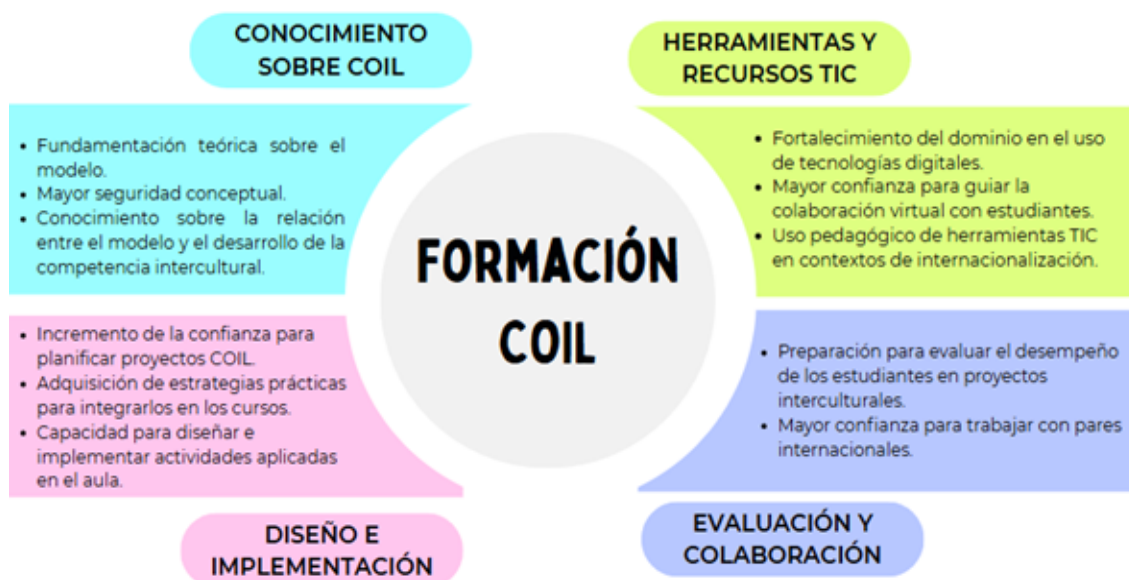 CONOCIMIENTO
SOBRE COIL
• Fundamentación teórica sobre el
modelo.
• Mayor seguridad conceptual.
• Conocimiento sobre la relación
entre el modelo y el desarrollo de la
competencia intercultural.
HERRAMIENTAS Y
RECURSOS TIC
• Fortalecimiento del dominio en el uso
de tecnologías digitales.
• Mayor confianza para guiar la
colaboración virtual con estudiantes.
• Uso pedagógico de herramientas TIC
en contextos de internacionalización.
FORMACIÓN
COIL
• Incremento de la confianza para
planificar proyectos COIL.
• Adquisición de estrategias prácticas
para integrarlos en los cursos.
• Capacidad para diseñar e
implementar actividades aplicadas
en el aula.
DISEÑO E
IMPLEMENTACIÓN
• Preparación para evaluar el desempeño
de los estudiantes en proyectos
interculturales.
• Mayor confianza para trabajar con pares
internacionales.
EVALUACIÓN Y
COLABORACIÓN